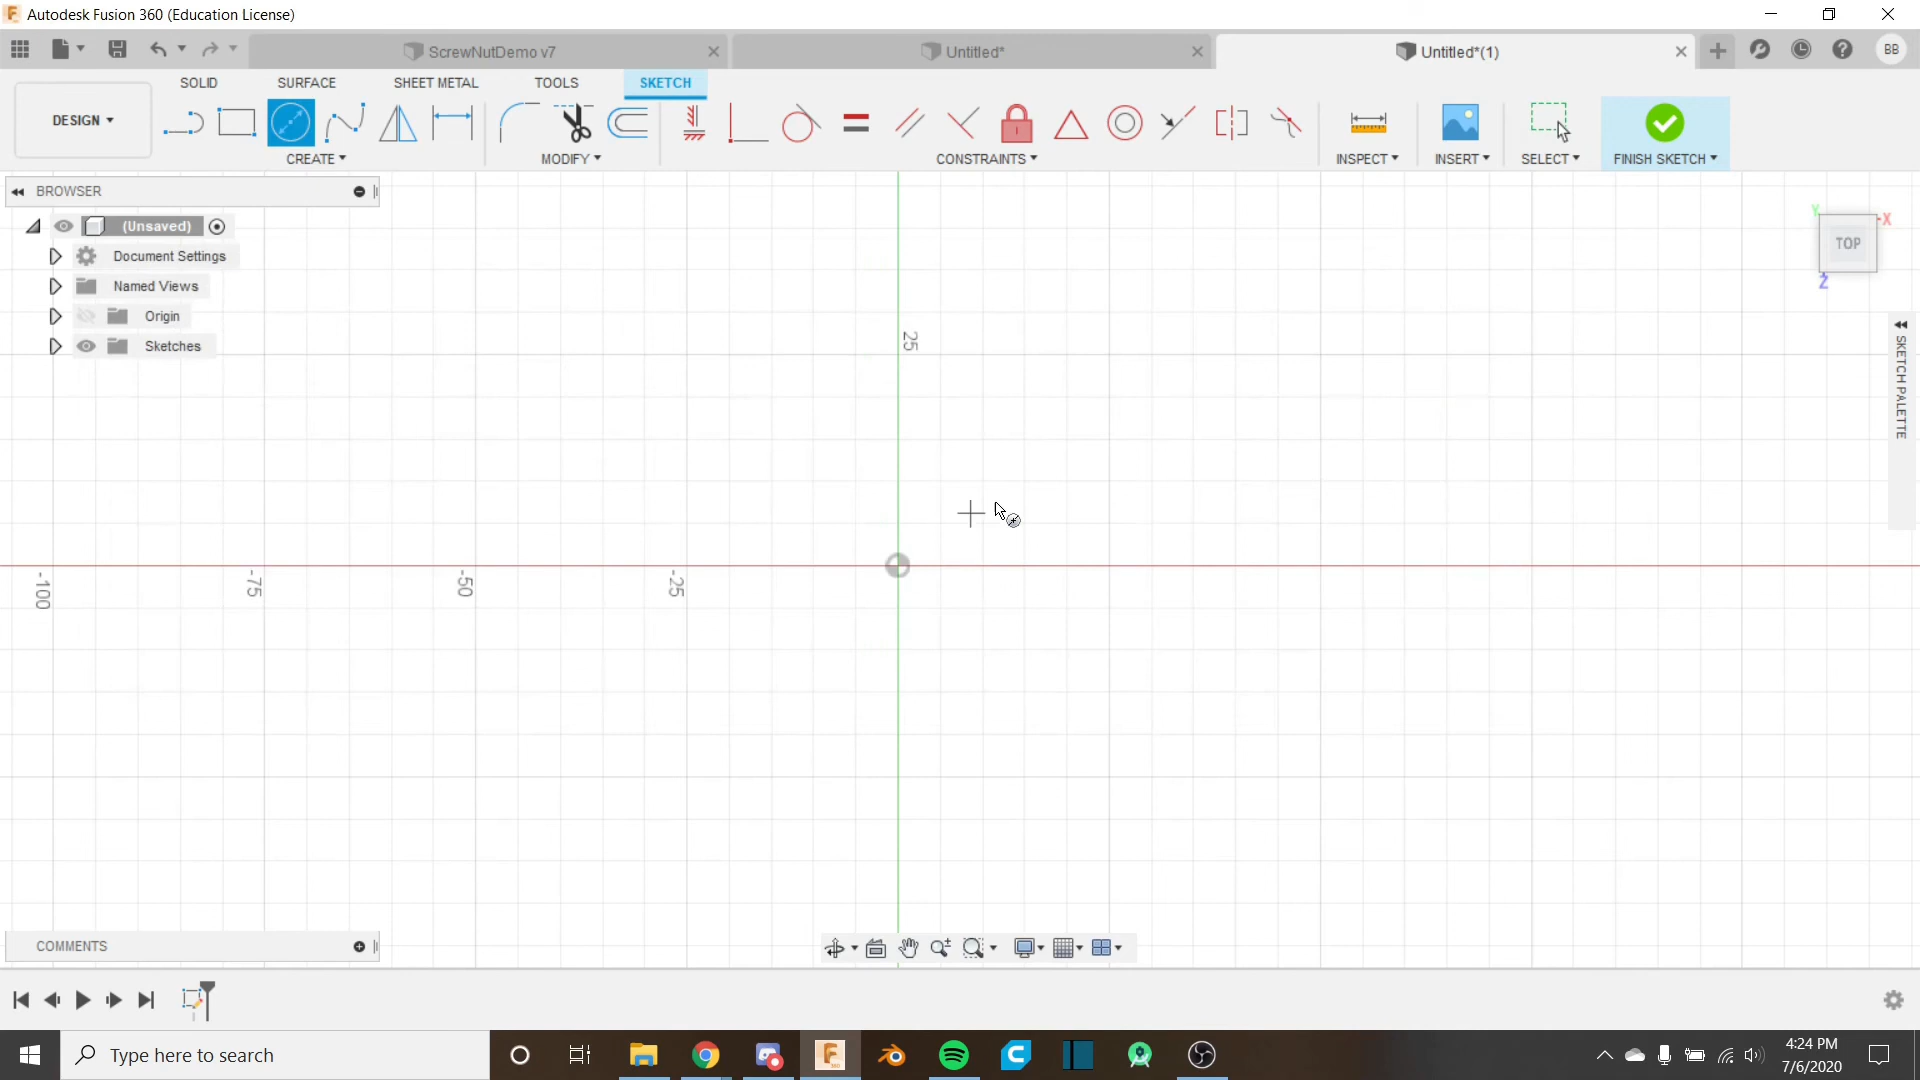 Autodesk Fusion 360 (Education License)
ScrewNutDemo v7
Untitled*
Untitled*(1)
BB
SOLID
SURFACE
SHEET METAL
TOOLS
SKETCH
DESIGN
CREATE
MODIFY
CONSTRAINTS
INSPECT
INSERT
SELECT
FINISH SKETCH
BROWSER
(Unsaved)
Document Settings
Named Views
Origin
Sketches
Y
-X
TOP
Z
SKETCH PALETTE
25
-100
-75
-50
-25
COMMENTS
Type here to search
4:24 PM
7/6/2020